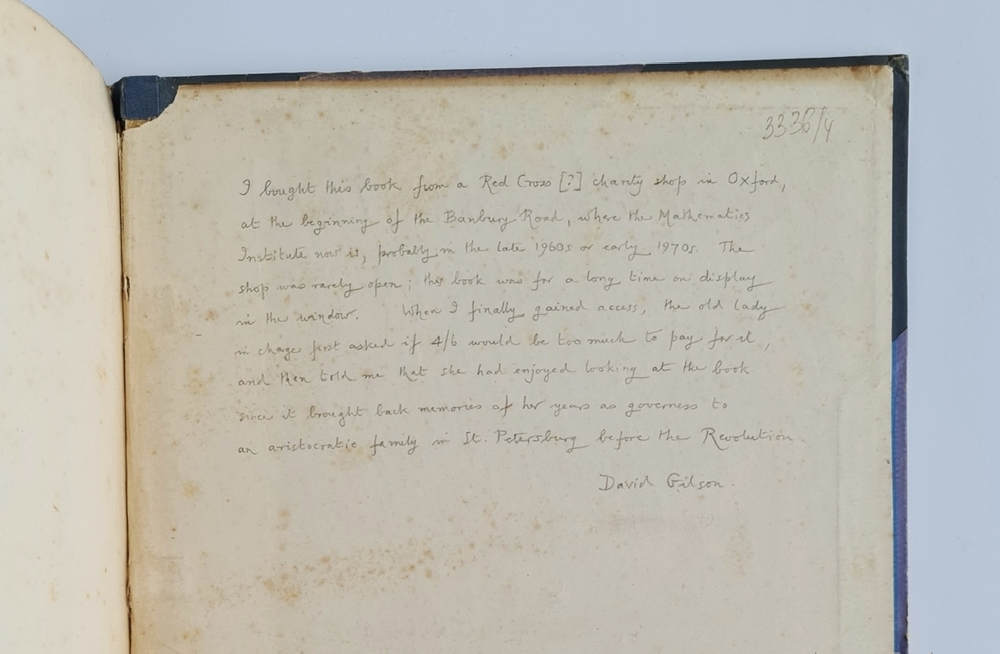 3336/4
I bought this book from a Red Cross [?] charity shop in Oxford,
at the beginning of the Banbury Road, where the Mathematics
Institute now is, probably in the late 1960s or early 1970s. The
shop was rarely open; this book was for a long time on display
in the window. When I finally gained access, the old lady
in charge first asked if 4/6 would be too much to pay for it,
and then told me that she had enjoyed looking at the book
since it brought back memories of her years as governess to
an aristocratic family in St. Petersburg before the Revolution.
David Gilson.